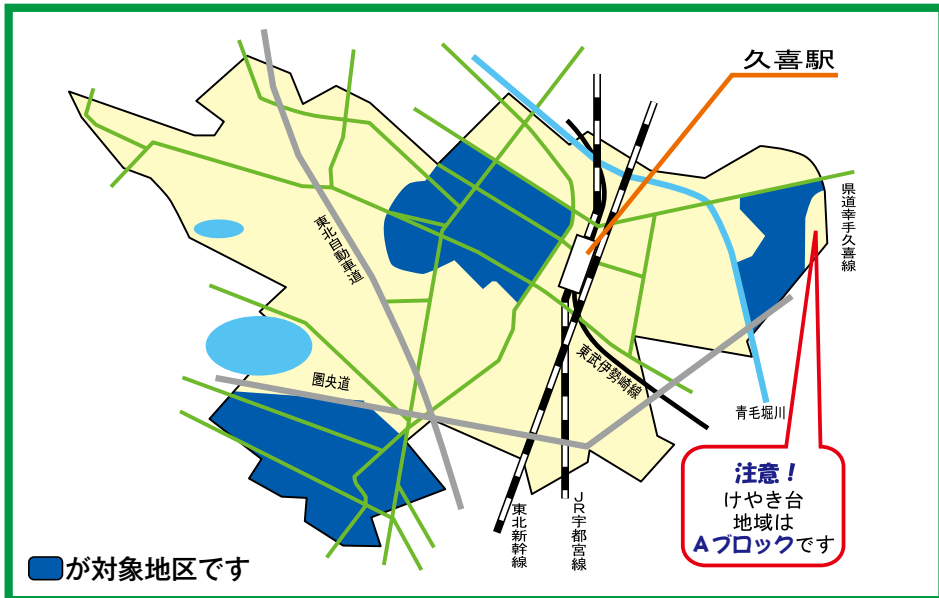 久喜駅
県道幸手久喜線
東北自動車道
圏央道
東武伊勢崎線
青毛堀川
東北新幹線
JR宇都宮線
注意！
けやき台
地域は
Aブロックです
が対象地区です